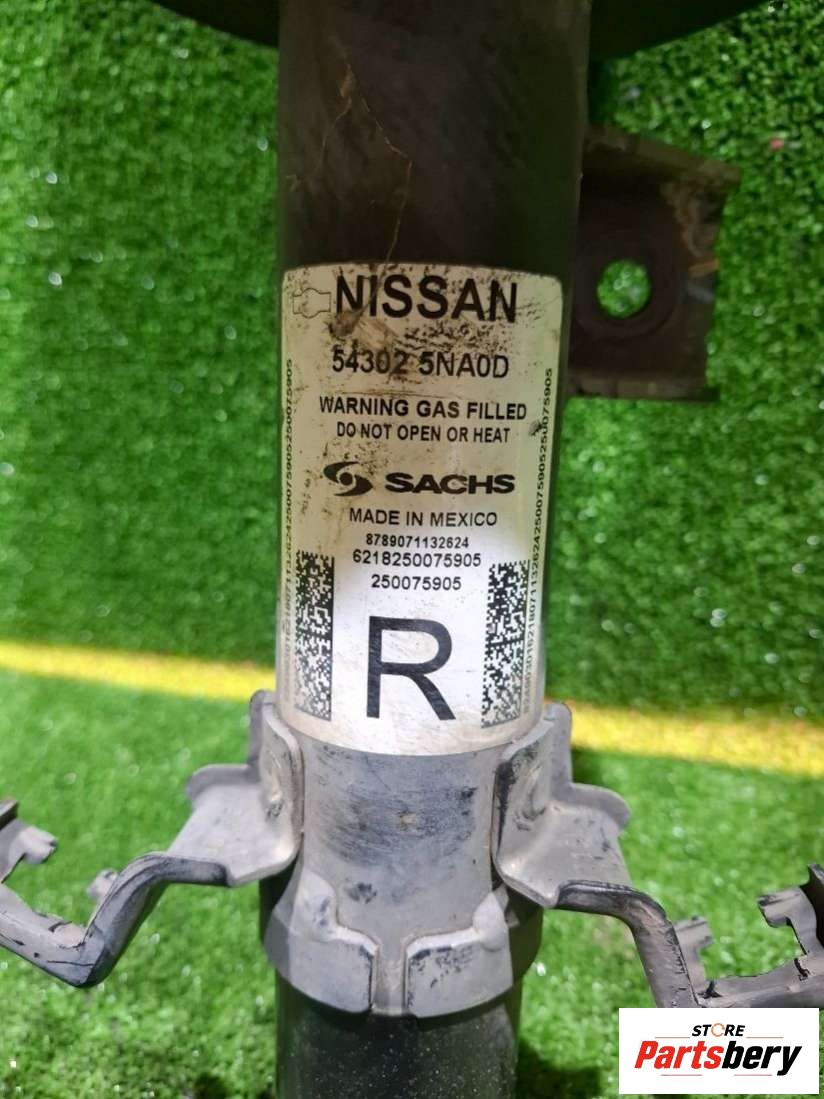 NISSAN
54302 5NA0D
WARNING GAS FILLED
DO NOT OPEN OR HEAT
SACHS
MADE IN MEXICO
8789071132624
6218250075905
250075905
R
STORE
Partsbery